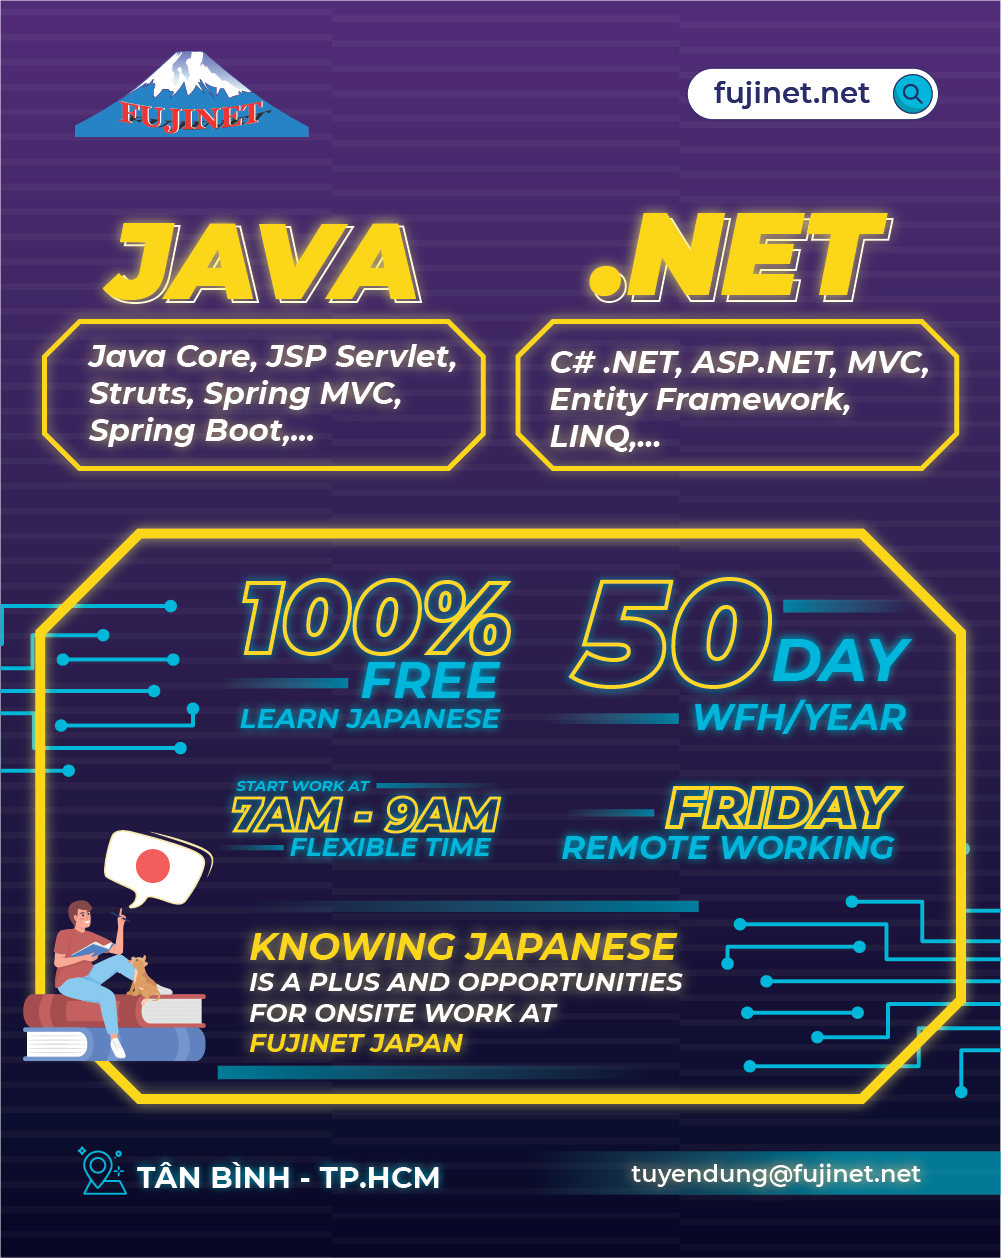 FUJINET
fujinet.net
JAVA
Java Core, JSP Servlet,
Struts, Spring MVC,
Spring Boot,...
.NET
C# .NET, ASP.NET, MVC,
Entity Framework,
LINQ,...
100%
FREE
LEARN JAPANESE
50 DAY
WFH/YEAR
START WORK AT
7AM - 9AM
FLEXIBLE TIME
FRIDAY
REMOTE WORKING
KNOWING JAPANESE
IS A PLUS AND OPPORTUNITIES
FOR ONSITE WORK AT
FUJINET JAPAN
TÂN BÌNH - TP.HCM
tuyendung@fujinet.net